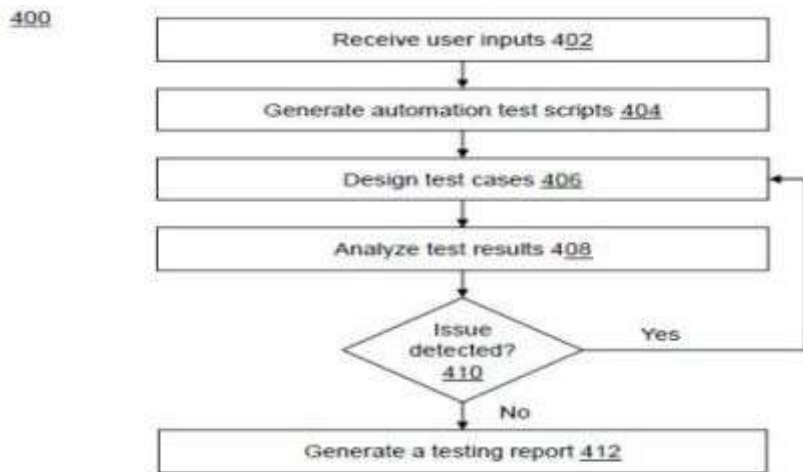 400
Receive user inputs 402
Generate automation test scripts 404
Design test cases 406
Analyze test results 408
Issue
detected?
410
Yes
No
Generate a testing report 412